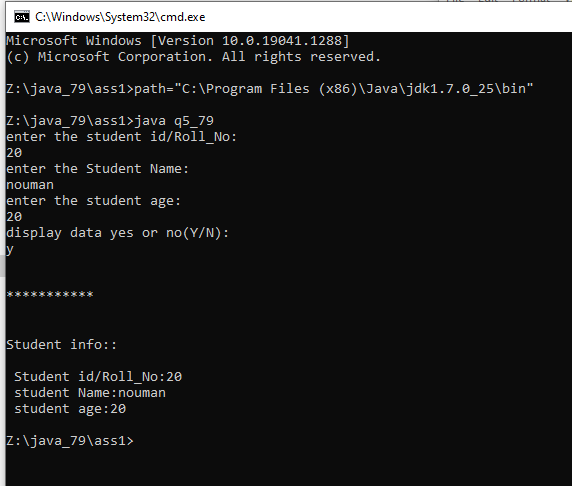 C:\Windows\System32\cmd.exe
Microsoft Windows [Version 10.0.19041.1288]
(c) Microsoft Corporation. All rights reserved.
Z:\java_79\ass1>path="C:\Program Files (x86)\Java\jdk1.7.0_25\bin"
Z:\java_79\ass1>java q5_79
enter the student id/Roll_No:
20
enter the Student Name:
nouman
enter the student age:
20
display data yes or no(Y/N):
y
***********
Student info::
Student id/Roll_No:20
student Name:nouman
student age:20
Z:\java_79\ass1>